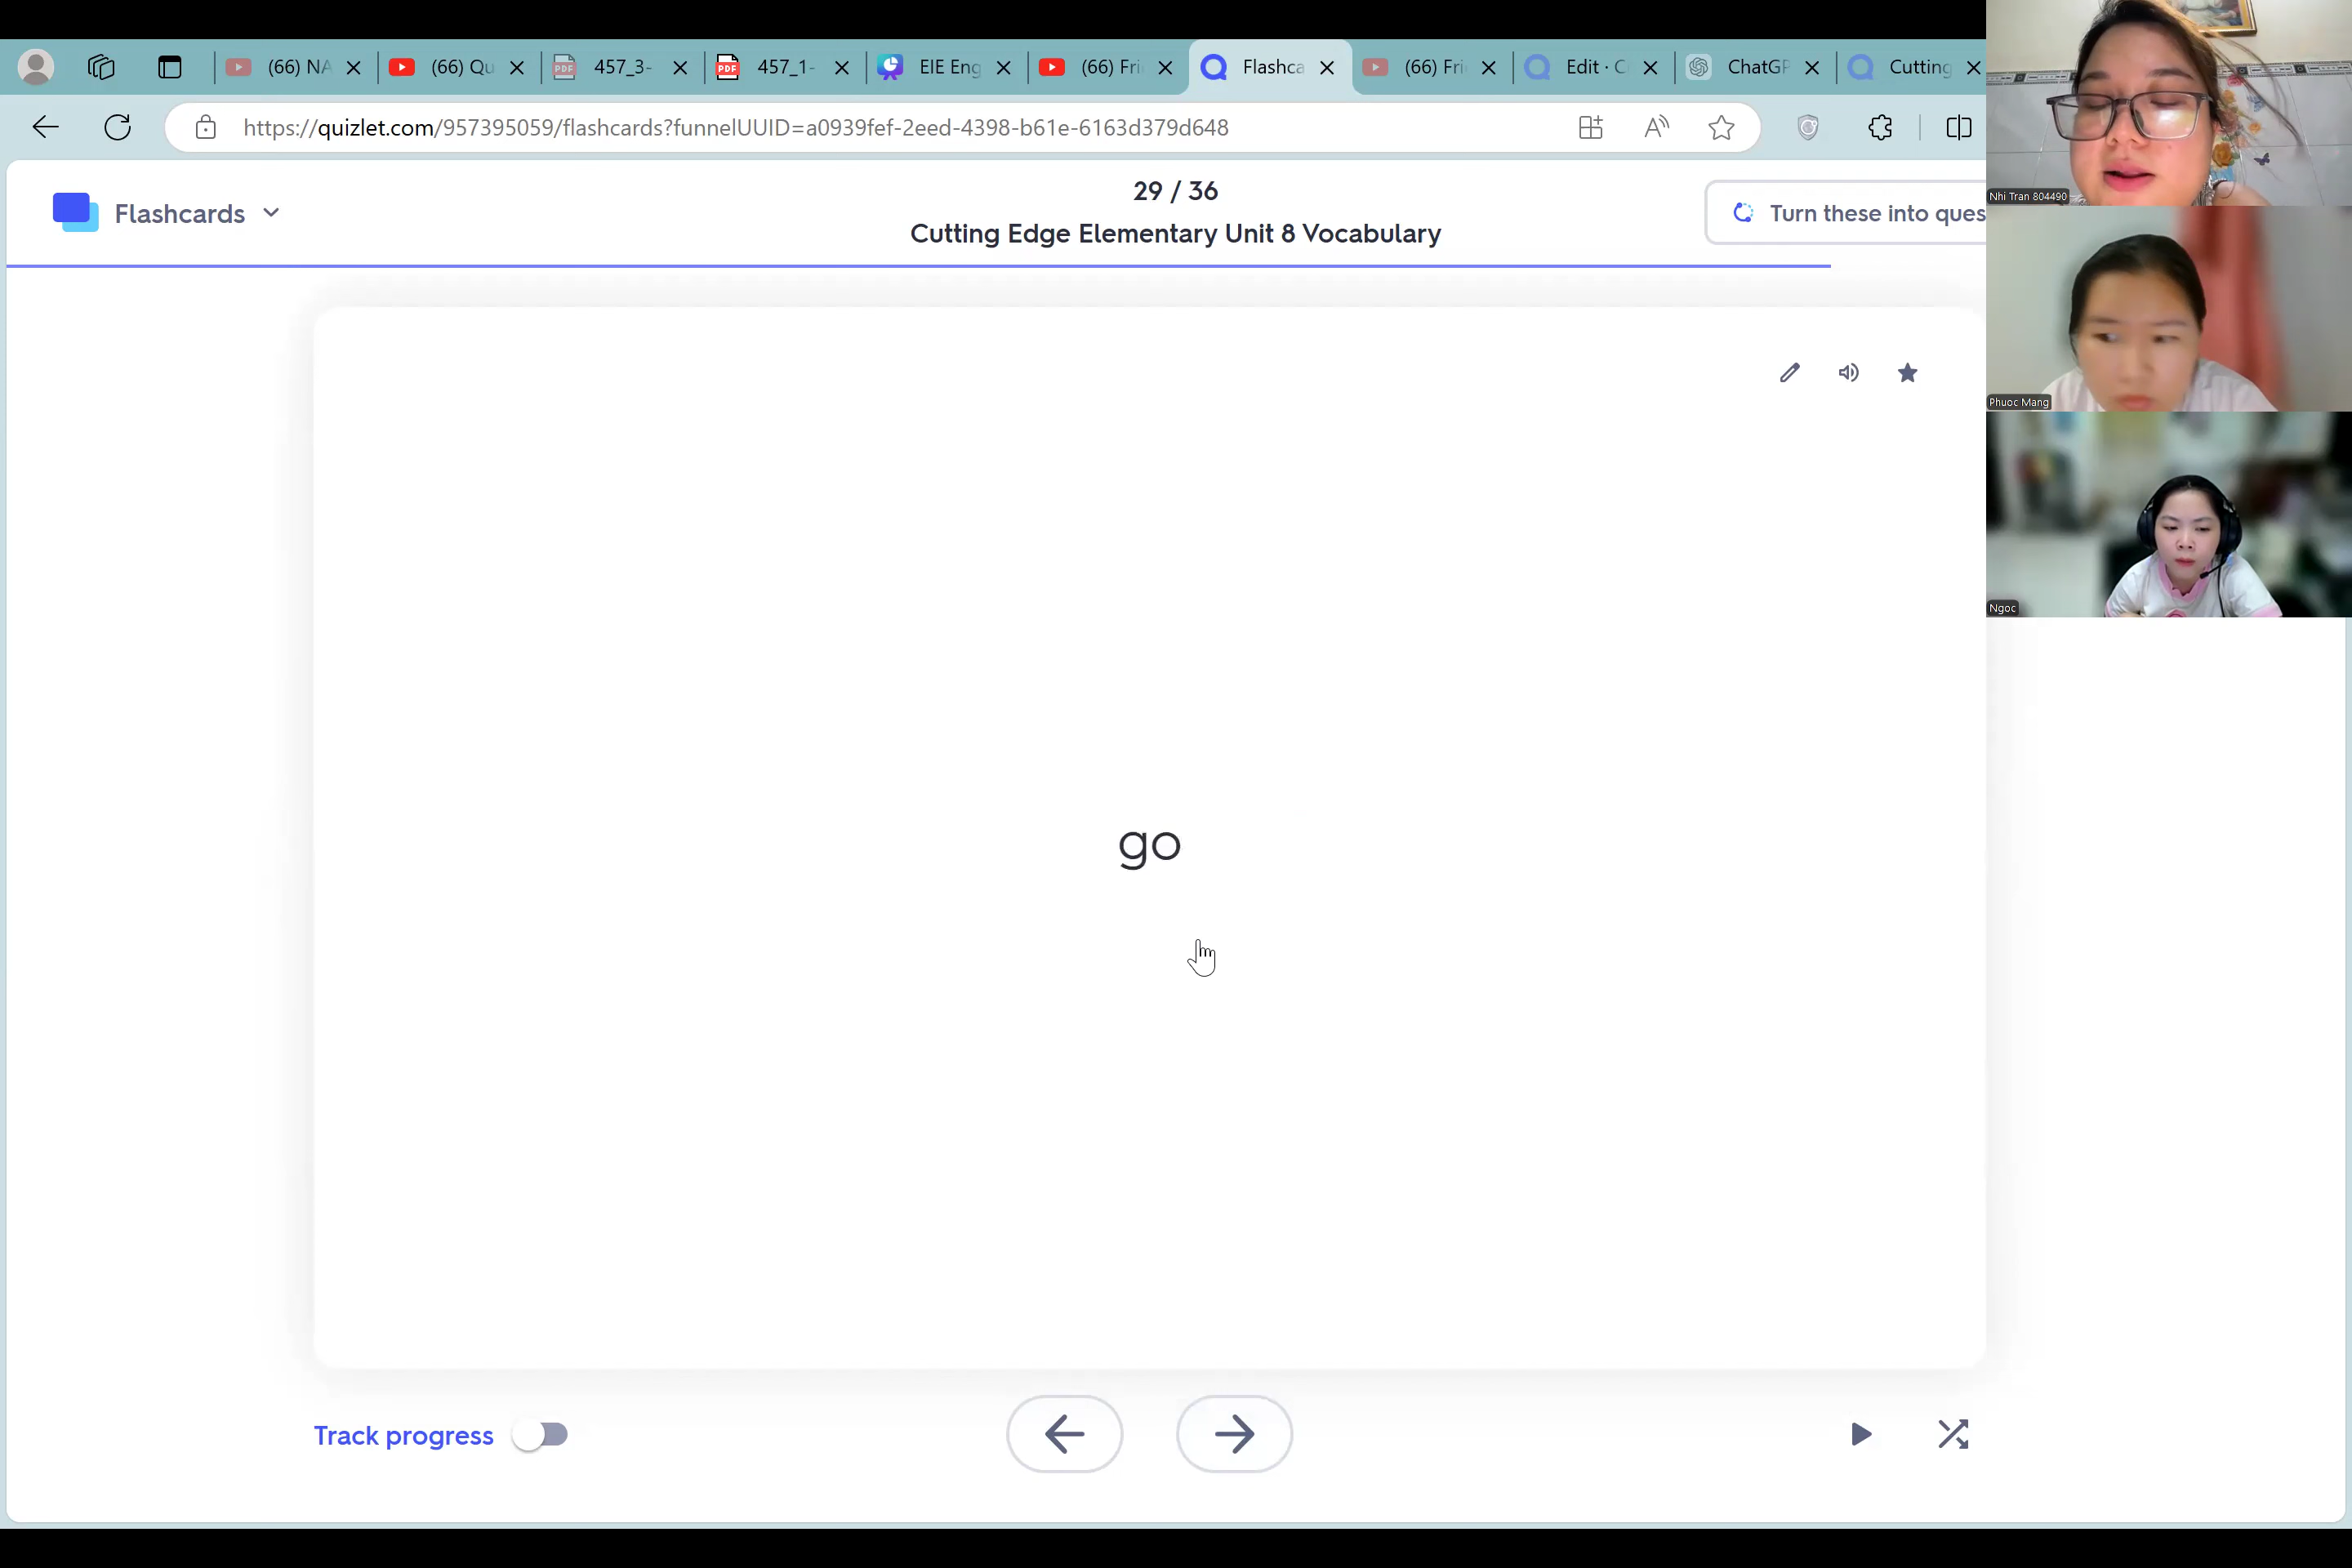 (66) NA
(66) Qu
457_3-
457_1-
EIE Eng
(66) Fri
Flashca
(66) Fri
Edit · C
ChatGP
Cutting
https://quizlet.com/957395059/flashcards?funnelUUID=a0939fef-2eed-4398-b61e-6163d379d648
Flashcards
29 / 36
Cutting Edge Elementary Unit 8 Vocabulary
Turn these into ques
Nhi Tran 804490
Phuoc Mang
Ngoc
go
Track progress